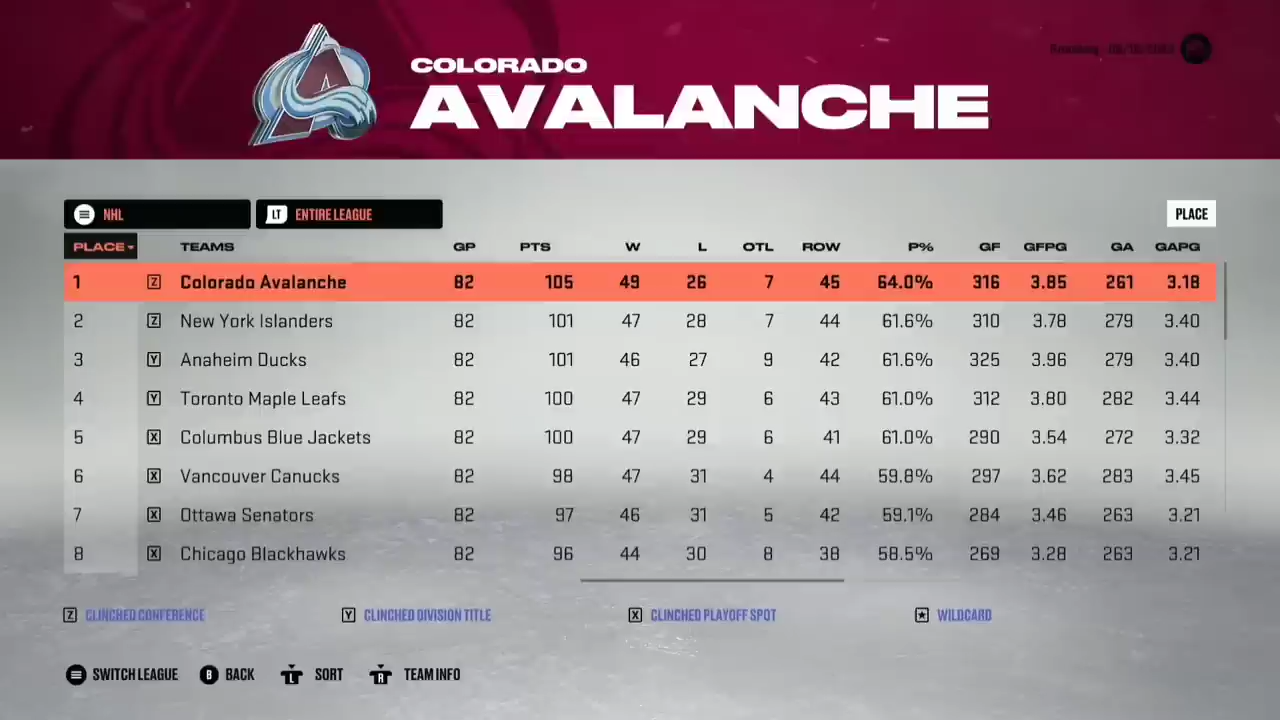 COLORADO
AVALANCHE
NHL
LT ENTIRE LEAGUE
PLACE
PLACE TEAMS GP PTS W L OTL ROW P% GF GFPG GA GAPG
1 Z Colorado Avalanche 82 105 49 26 7 45 64.0% 316 3.85 261 3.18
2 Z New York Islanders 82 101 47 28 7 44 61.6% 310 3.78 279 3.40
3 Y Anaheim Ducks 82 101 46 27 9 42 61.6% 325 3.96 279 3.40
4 Y Toronto Maple Leafs 82 100 47 29 6 43 61.0% 312 3.80 282 3.44
5 X Columbus Blue Jackets 82 100 47 29 6 41 61.0% 290 3.54 272 3.32
6 X Vancouver Canucks 82 98 47 31 4 44 59.8% 297 3.62 283 3.45
7 X Ottawa Senators 82 97 46 31 5 42 59.1% 284 3.46 263 3.21
8 X Chicago Blackhawks 82 96 44 30 8 38 58.5% 269 3.28 263 3.21
Z CLINCHED CONFERENCE Y CLINCHED DIVISION TITLE X CLINCHED PLAYOFF SPOT WILDCARD
SWITCH LEAGUE B BACK L SORT R TEAM INFO